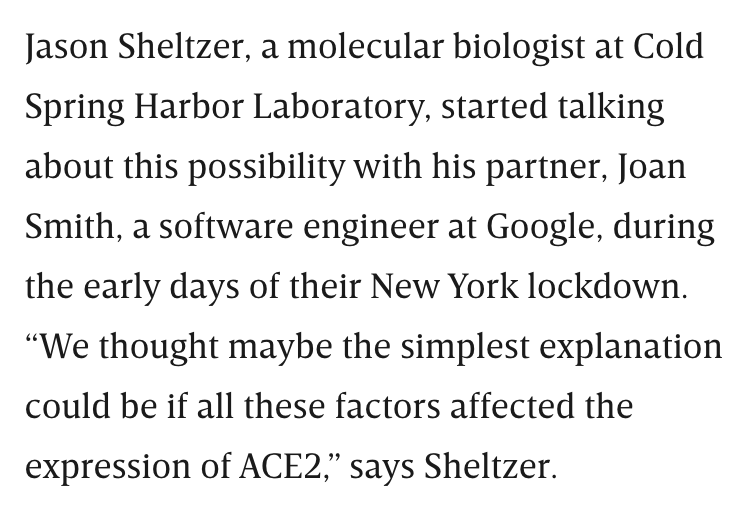 Jason Sheltzer, a molecular biologist at Cold
Spring Harbor Laboratory, started talking
about this possibility with his partner, Joan
Smith, a software engineer at Google, during
the early days of their New York lockdown.
“We thought maybe the simplest explanation
could be if all these factors affected the
expression of ACE2,” says Sheltzer.